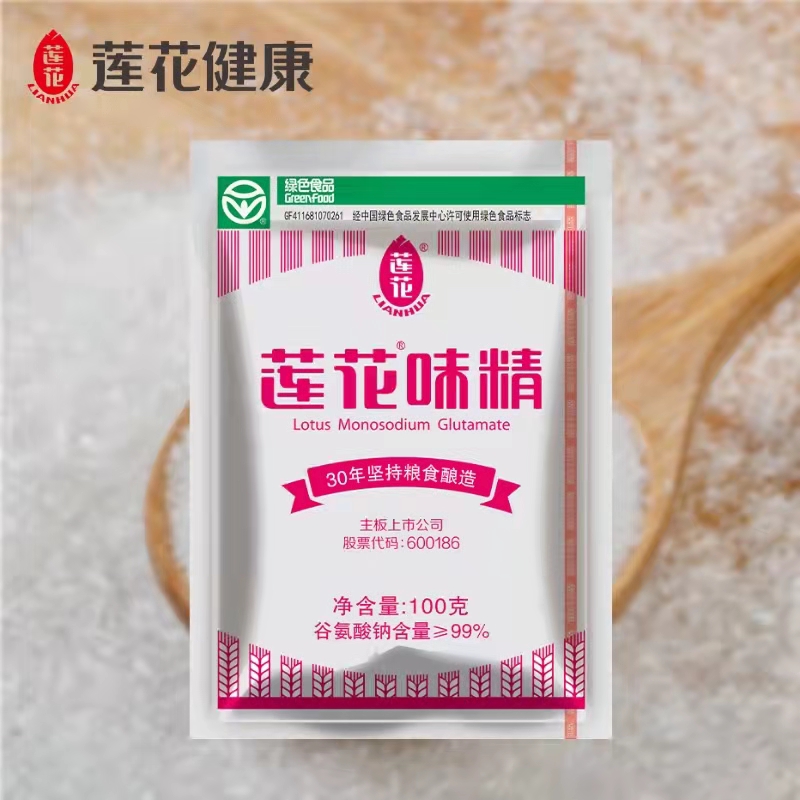 莲花
LIANHUA
莲花健康
绿色食品
GreenFood
GF411681070261 经中国绿色食品发展中心许可使用绿色食品标志
®
莲花
®
LIANHUA
莲花®味精
Lotus Monosodium Glutamate
30年坚持粮食酿造
主板上市公司
股票代码:600186
净含量:100克
谷氨酸钠含量≥99%